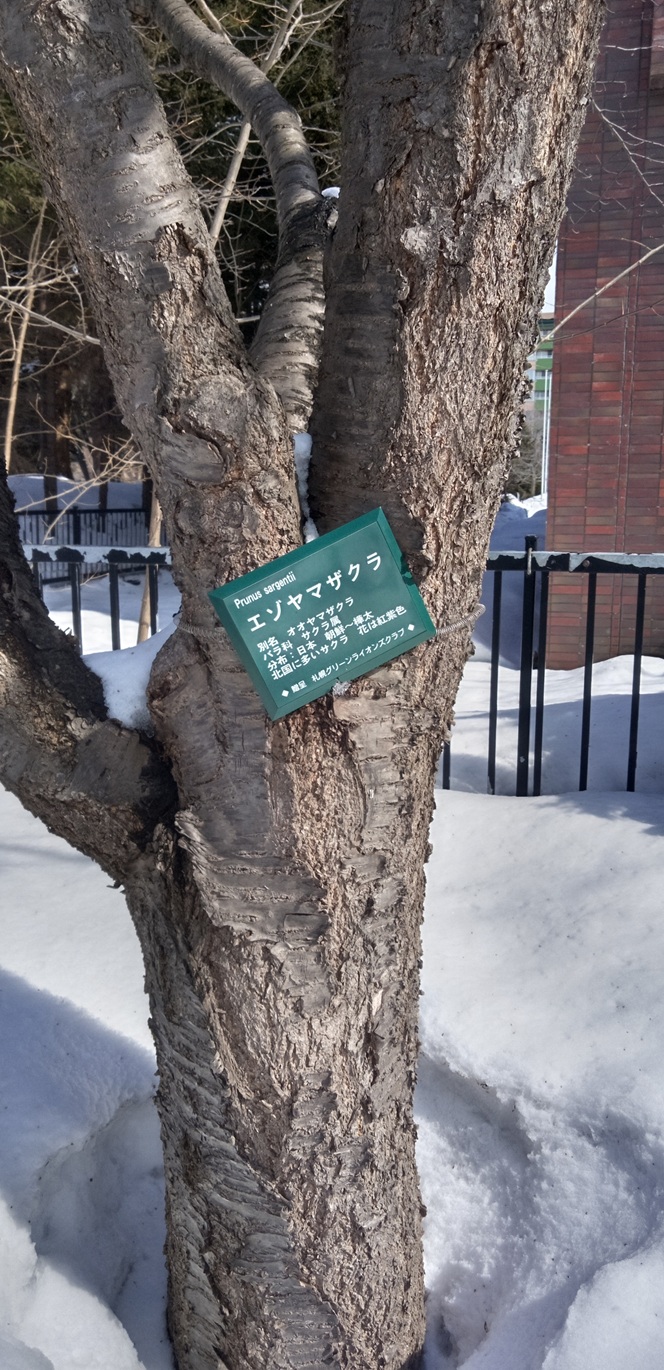 Prunus sargentii
エゾヤマザクラ
別名 オオヤマザクラ
バラ科 サクラ属
分布：日本 朝鮮〜樺太
北国に多いサクラ 花は紅紫色
◆ 贈呈 札幌グリーンライオンズクラブ ◆